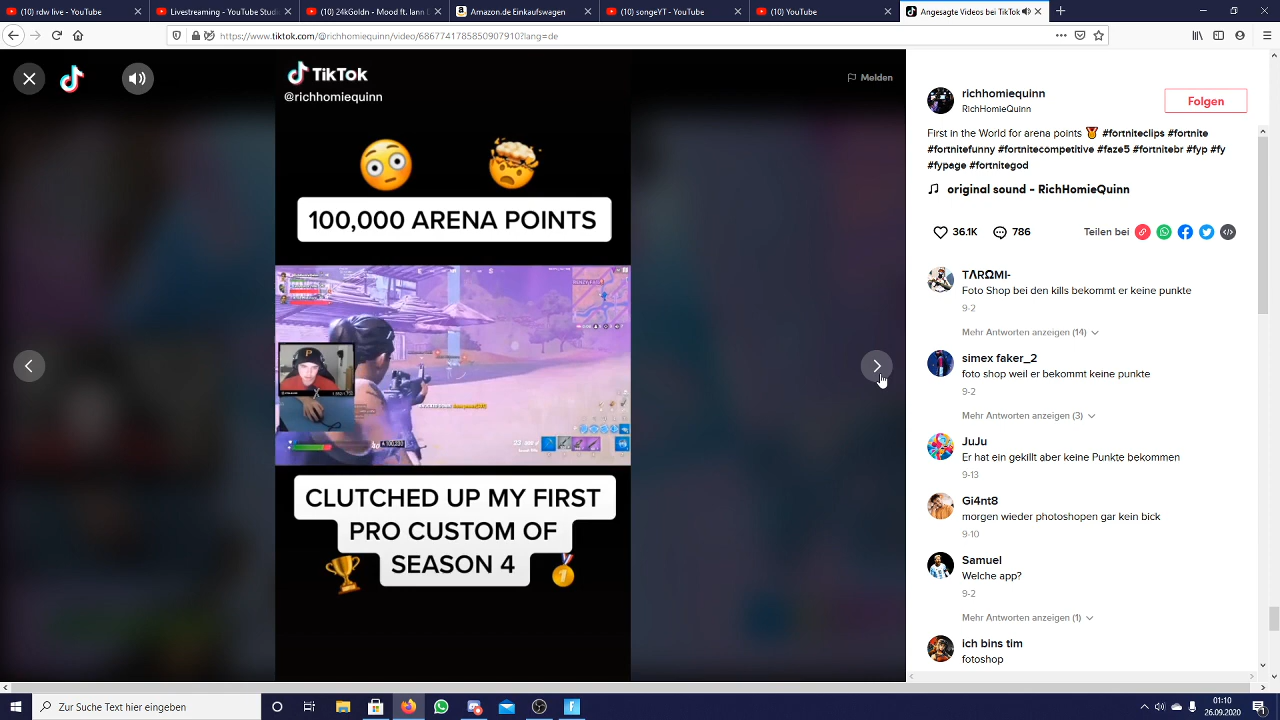 (10) rdw live - YouTube
Livestreaming - YouTube Studi
(10) 24kGoldn - Mood ft. Iann D
Amazon.de Einkaufswagen
(10) songeYT - YouTube
(10) YouTube
Angesagte Videos bei TikTok
https://www.tiktok.com/@richhomiequinn/video/6867741785850907910?lang=de
TikTok
@richhomiequinn
Melden
100,000 ARENA POINTS
CLUTCHED UP MY FIRST
PRO CUSTOM OF
SEASON 4
richhomiequinn
RichHomieQuinn
Folgen
First in the World for arena points #fortniteclips #fortnite
#fortnitefunny #fortnitecompetitive #faze5 #fortnitebr #fyp #fy
#fypage #fortnitegod
original sound - RichHomieQuinn
36.1K
786
Teilen bei
TΛRΩMI-
Foto Shop bei den kills bekommt er keine punkte
9-2
Mehr Antworten anzeigen (14)
simex faker_2
foto shop weil er bekommt keine punkte
9-2
Mehr Antworten anzeigen (3)
JuJu
Er hat ein gekillt aber keine Punkte bekommen
9-13
Gi4nt8
morgen wieder photoshopen gar kein bick
9-10
Samuel
Welche app?
9-2
Mehr Antworten anzeigen (1)
ich bins tim
fotoshop
Zur Suche Text hier eingeben
01:10
26.09.2020